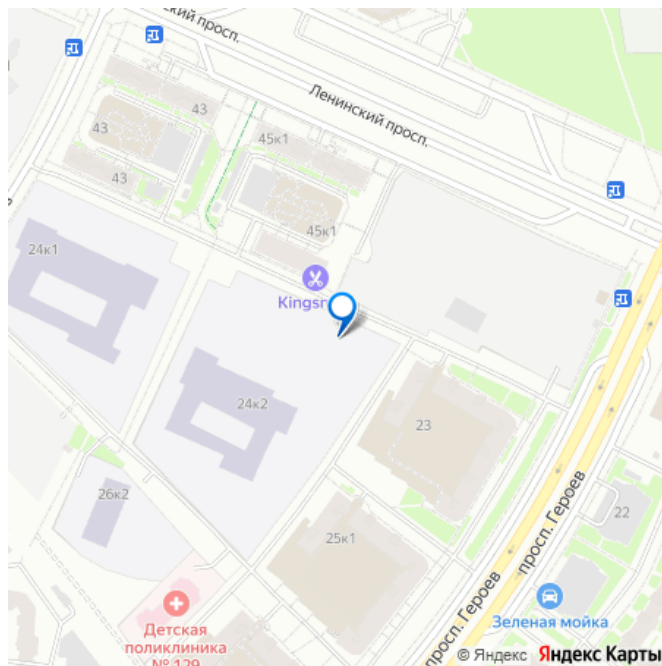 ский просп.
Ленинский просп.
43
43
43
45к1
45к1
24к1
Kingsr
24к2
23
26к2
25к1
22
просп. Героев
просп. Героев
Зеленая мойка
Детская
поликлиника
№ 129
© Яндекс Яндекс Карты